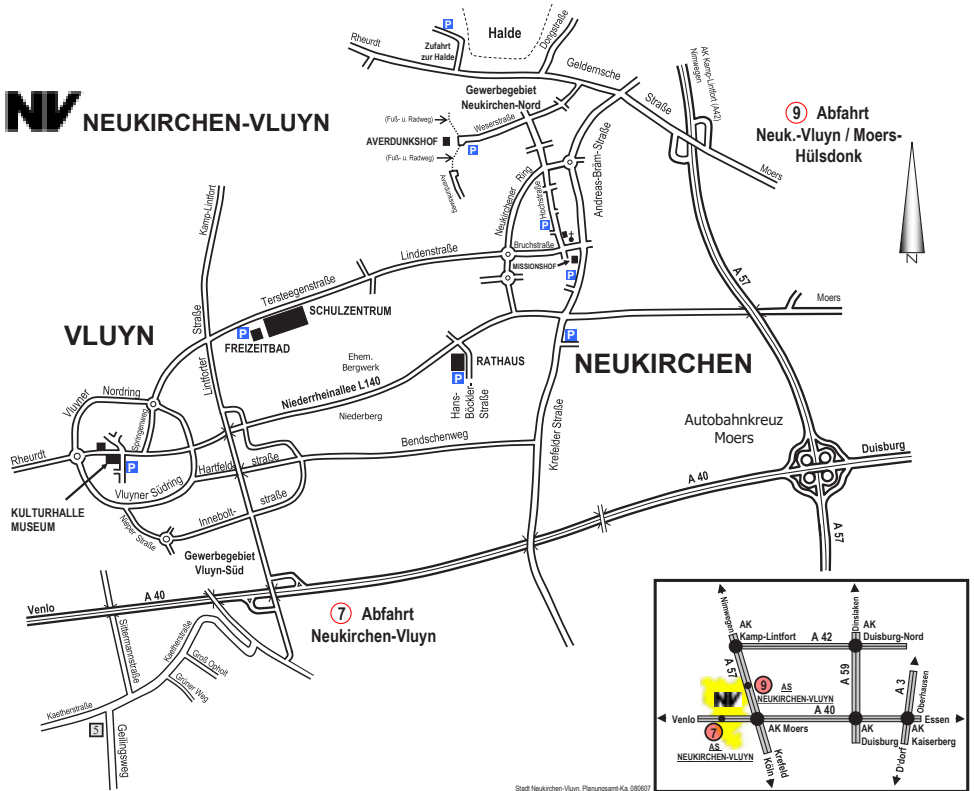 NV NEUKIRCHEN-VLUYN
Rheurdt
P
Zufahrt
zur Halde
Halde
Dongstraße
Geldernsche
Straße
Moers
AK Kamp-Lintfort (A42)
Nimwegen
9 Abfahrt
Neuk.-Vluyn / Moers-
Hülsdonk
N
Gewerbegebiet
Neukirchen-Nord
(Fuß- u. Radweg)
Weserstraße
AVERDUNKSHOF
P
(Fuß- u. Radweg)
Averdunksweg
Neukirchener Ring
Hochstraße
Andreas-Bräm-Straße
P
Bruchstraße
MISSIONSHOF
P
Kamp-Lintfort
Lindenstraße
Tersteegenstraße
A 57
Straße
Lintforter
SCHULZENTRUM
P
FREIZEITBAD
VLUYN
Moers
P
NEUKIRCHEN
Ehem.
Bergwerk
Niederberg
Niederrheinallee L140
RATHAUS
P
Hans-
Böckler-
Straße
Vluyner
Nordring
Springenweg
Rheurdt
P
Hartfeld-
straße
Bendschenweg
Krefelder Straße
Autobahnkreuz
Moers
Duisburg
A 40
A 57
Vluyner Südring
KULTURHALLE
MUSEUM
Nieper Straße
Innebolt-
straße
Gewerbegebiet
Vluyn-Süd
Venlo
A 40
7 Abfahrt
Neukirchen-Vluyn
Sittermannstraße
Kaetherstraße
Groß Opholt
Grüner Weg
Kaetherstraße
5
Geilingsweg
Nimwegen
AK
Kamp-Lintfort
A 42
Dinslaken
AK
Duisburg-Nord
A 57
9
AS
NEUKIRCHEN-VLUYN
A 59
A 3
Oberhausen
NV
Venlo
A 40
Essen
7
AS
NEUKIRCHEN-VLUYN
AK Moers
AK
Duisburg
AK
Kaiserberg
Köln
Krefeld
D'dorf
Stadt Neukirchen-Vluyn, Planungsamt-Ka. 080607